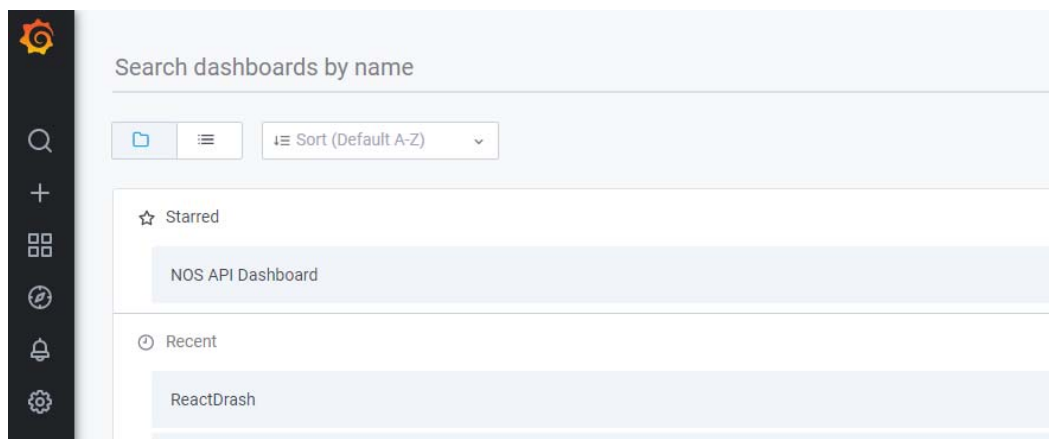 Search dashboards by name
Sort (Default A-Z)
Starred
NOS API Dashboard
Recent
ReactDrash